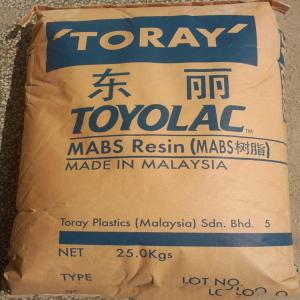 'TORAY'
东丽
TOYOLAC™
MABS Resin (MABS树脂)
MADE IN MALAYSIA
Toray Plastics (Malaysia) Sdn. Bhd. 5
NET 25.0Kgs
TYPE
LOT NO.